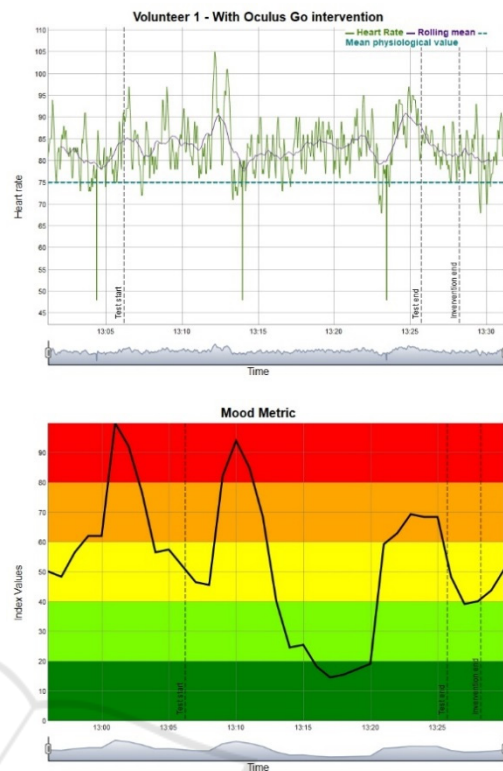 Volunteer 1 - With Oculus Go intervention
Heart Rate Rolling mean
Mean physiological value
110
105
100
95
90
85
80
75
70
65
60
55
50
45
Heart rate
Test start
Test end
Invervention end
13:05
13:10
13:15
13:20
13:25
13:30
Time
Mood Metric
90
80
70
60
50
40
30
20
10
0
Index Values
Test start
Test end
Invervention end
13:00
13:05
13:10
13:15
13:20
13:25
Time